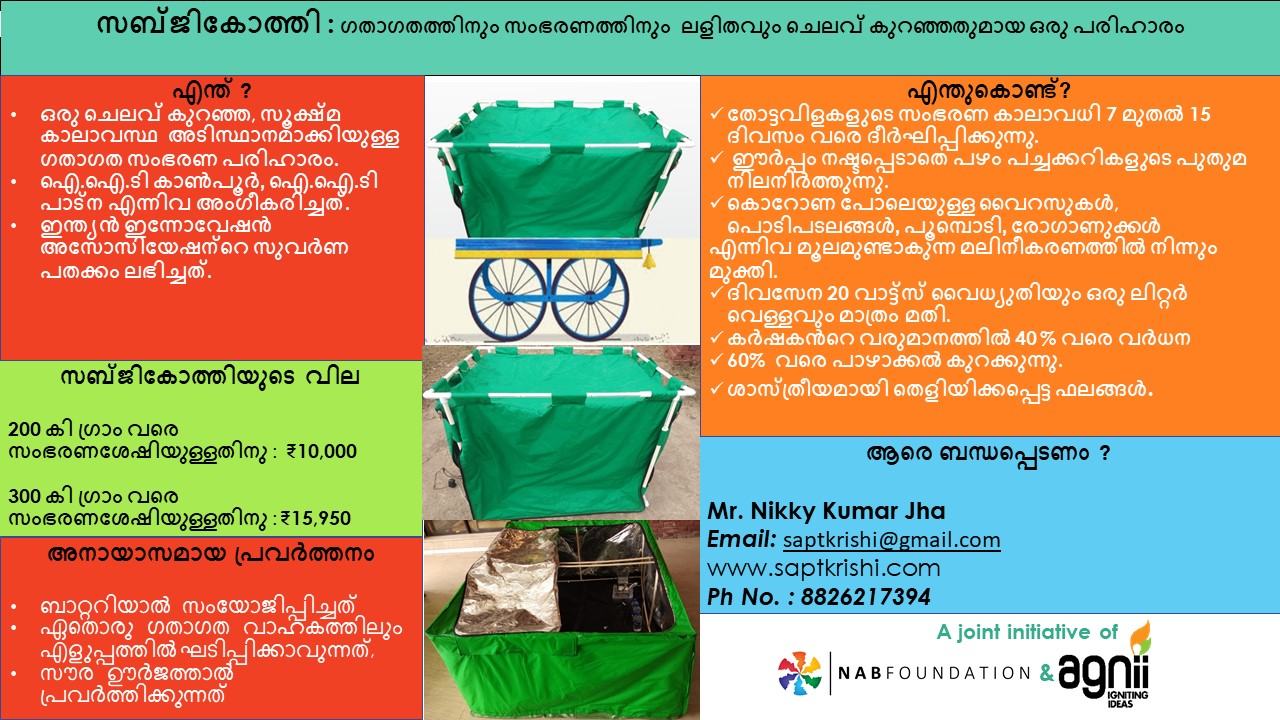 സബ്ജികോത്തി : ഗതാഗതത്തിനും സംഭരണത്തിനും ലളിതവും ചെലവ് കുറഞ്ഞതുമായ ഒരു പരിഹാരം
എന്ത് ?
• ഒരു ചെലവ് കുറഞ്ഞ, സൂക്ഷ്മ
കാലാവസ്ഥ അടിസ്ഥാനമാക്കിയുള്ള
ഗതാഗത സംഭരണ പരിഹാരം.
• ഐ.ഐ.ടി കാൺപൂർ, ഐ.ഐ.ടി
പാട്ന എന്നിവ അംഗീകരിച്ചത്.
• ഇന്ത്യൻ ഇന്നോവേഷൻ
അസോസിയേഷന്റെ സുവർണ
പതക്കം ലഭിച്ചത്.
സബ്ജികോത്തിയുടെ വില
200 കി ഗ്രാം വരെ
സംഭരണശേഷിയുള്ളതിനു : ₹10,000
300 കി ഗ്രാം വരെ
സംഭരണശേഷിയുള്ളതിനു : ₹15,950
അനായാസമായ പ്രവർത്തനം
• ബാറ്ററിയാൽ സംയോജിപ്പിച്ചത്
• ഏതൊരു ഗതാഗത വാഹകത്തിലും
എളുപ്പത്തിൽ ഘടിപ്പിക്കാവുന്നത്,
• സൗര ഊർജത്താൽ
പ്രവർത്തിക്കുന്നത്
എന്തുകൊണ്ട്?
✓ തോട്ടവിളകളുടെ സംഭരണ കാലാവധി 7 മുതൽ 15
ദിവസം വരെ ദീർഘിപ്പിക്കുന്നു.
✓ ഈർപ്പം നഷ്ടപ്പെടാതെ പഴം പച്ചക്കറികളുടെ പുതുമ
നിലനിർത്തുന്നു.
✓ കൊറോണ പോലെയുള്ള വൈറസുകൾ,
പൊടിപടലങ്ങൾ, പൂമ്പൊടി, രോഗാണുക്കൾ
എന്നിവ മൂലമുണ്ടാകുന്ന മലിനീകരണത്തിൽ നിന്നും
മുക്തി.
✓ ദിവസേന 20 വാട്ട്സ് വൈധ്യുതിയും ഒരു ലിറ്റർ
വെള്ളവും മാത്രം മതി.
✓ കർഷകൻറെ വരുമാനത്തിൽ 40% വരെ വർധന
✓ 60% വരെ പാഴാക്കൽ കുറക്കുന്നു.
✓ ശാസ്ത്രീയമായി തെളിയിക്കപ്പെട്ട ഫലങ്ങൾ.
ആരെ ബന്ധപ്പെടണം ?
Mr. Nikky Kumar Jha
Email: saptkrishi@gmail.com
www.saptkrishi.com
Ph No. : 8826217394
A joint initiative of
NABFOUNDATION & agnii
IGNITING
IDEAS